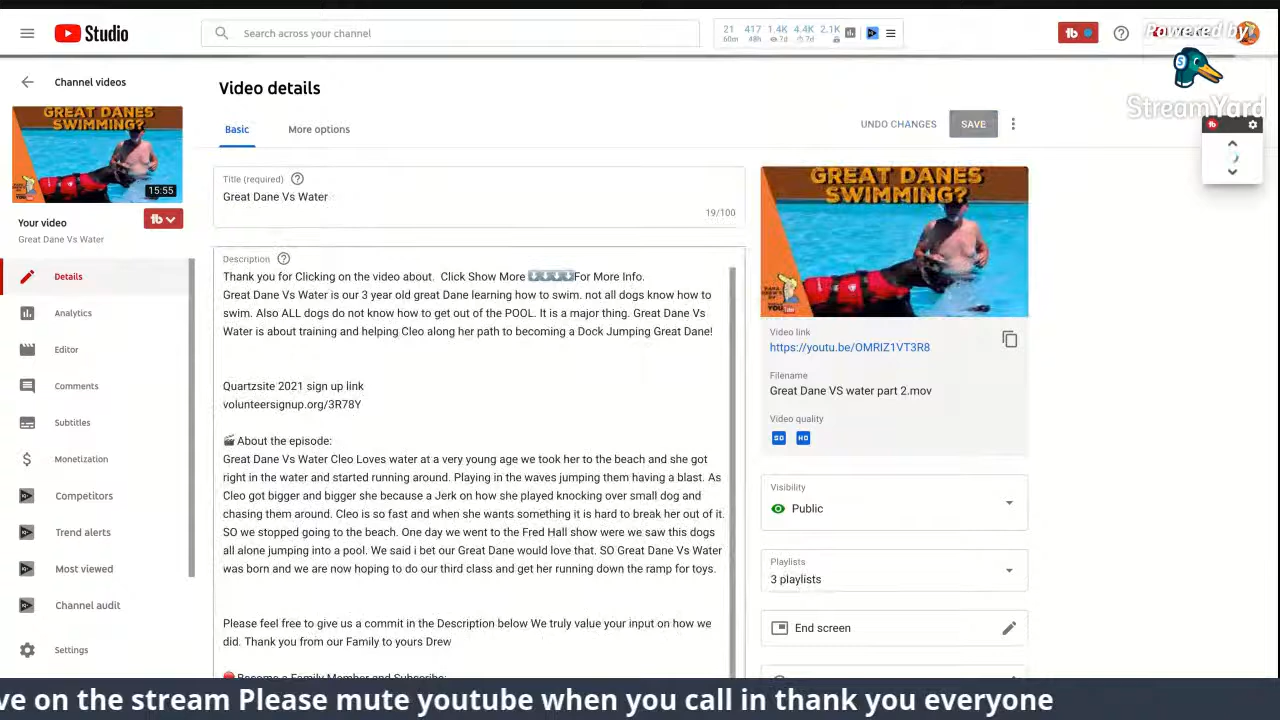 Studio
Search across your channel
21 417 1.4K 4.4K 2.1K
60m 48h 7d 7d
Powered by
StreamYard
Channel videos
Video details
Basic
More options
UNDO CHANGES
SAVE
GREAT DANES
SWIMMING?
15:55
Your video
Great Dane Vs Water
Details
Analytics
Editor
Comments
Subtitles
Monetization
Competitors
Trend alerts
Most viewed
Channel audit
Settings
Title (required)
Great Dane Vs Water
19/100
Description
Thank you for Clicking on the video about. Click Show More ⬇️⬇️⬇️⬇️For More Info.
Great Dane Vs Water is our 3 year old great Dane learning how to swim. not all dogs know how to
swim. Also ALL dogs do not know how to get out of the POOL. It is a major thing. Great Dane Vs
Water is about training and helping Cleo along her path to becoming a Dock Jumping Great Dane!
Quartzsite 2021 sign up link
volunteersignup.org/3R78Y
🎬 About the episode:
Great Dane Vs Water Cleo Loves water at a very young age we took her to the beach and she got
right in the water and started running around. Playing in the waves jumping them having a blast. As
Cleo got bigger and bigger she because a Jerk on how she played knocking over small dog and
chasing them around. Cleo is so fast and when she wants something it is hard to break her out of it.
SO we stopped going to the beach. One day we went to the Fred Hall show were we saw this dogs
all alone jumping into a pool. We said i bet our Great Dane would love that. SO Great Dane Vs Water
was born and we are now hoping to do our third class and get her running down the ramp for toys.
Please feel free to give us a commit in the Description below We truly value your input on how we
did. Thank you from our Family to yours Drew
🔴 Become a Family Member and Subscribe:
GREAT DANES
SWIMMING?
Video link
https://youtu.be/OMRIZ1VT3R8
Filename
Great Dane VS water part 2.mov
Video quality
SD HD
Visibility
Public
Playlists
3 playlists
End screen
ve on the stream Please mute youtube when you call in thank you everyone